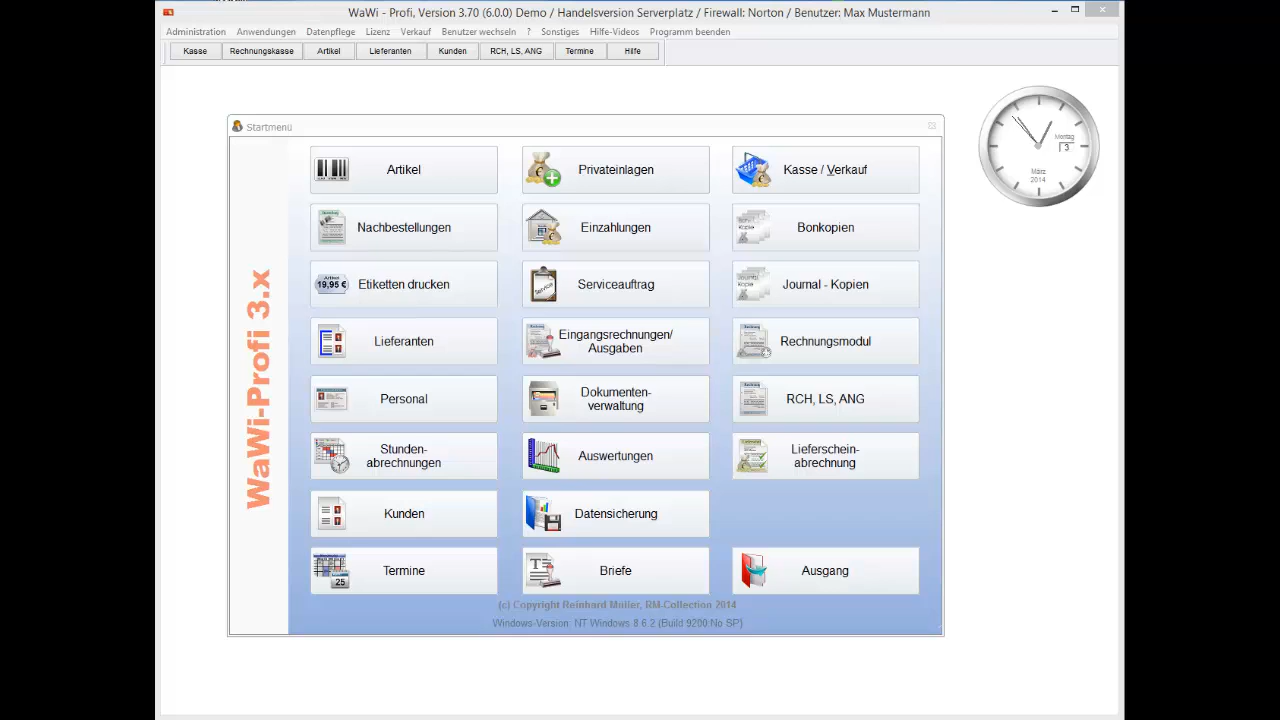 WaWi - Profi, Version 3.70 (6.0.0) Demo / Handelsversion Serverplatz / Firewall: Norton / Benutzer: Max Mustermann
Administration Anwendungen Datenpflege Lizenz Verkauf Benutzer wechseln ? Sonstiges Hilfe-Videos Programm beenden
Kasse Rechnungskasse Artikel Lieferanten Kunden RCH, LS, ANG Termine Hilfe
Startmenü
WaWi-Profi 3.x
Artikel
Privateinlagen
Kasse / Verkauf
Nachbestellungen
Einzahlungen
Bonkopien
Artikel
19,95 €
Etiketten drucken
Service
Serviceauftrag
Journal - Kopien
Lieferanten
Eingangsrechnungen/
Ausgaben
Rechnungsmodul
Personal
Dokumenten-
verwaltung
RCH, LS, ANG
Stunden-
abrechnungen
Auswertungen
Lieferschein-
abrechnung
Kunden
Datensicherung
25
Termine
Briefe
Ausgang
(c) Copyright Reinhard Müller, RM-Collection 2014
Windows-Version: NT Windows 8.6.2 (Build 9200:No SP)
Montag
3
März
2014